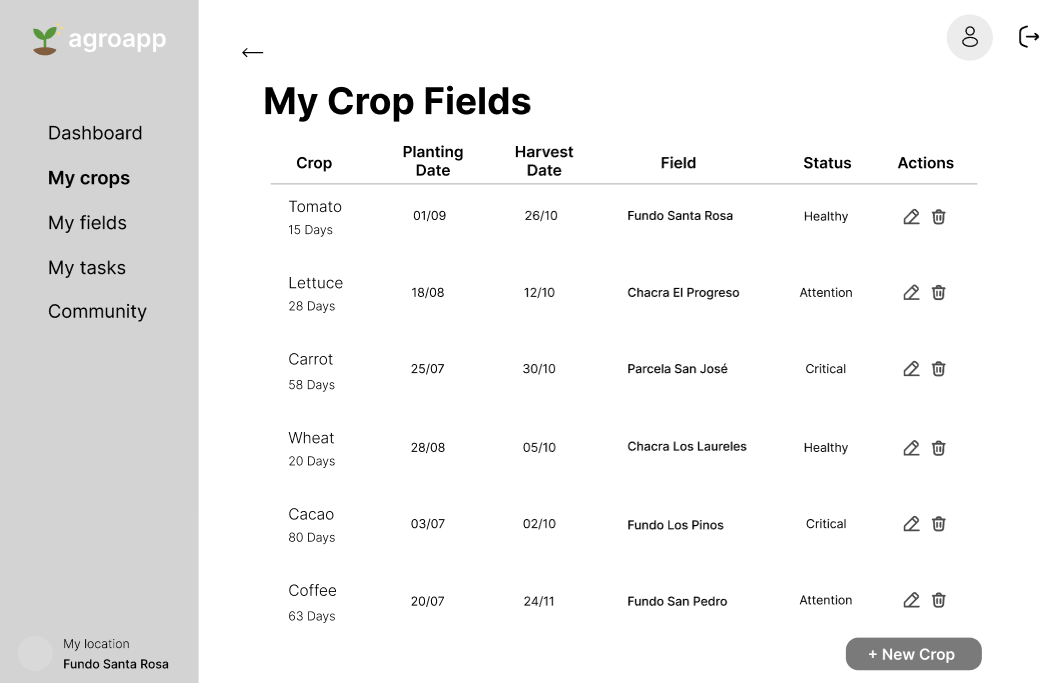 agroapp
Dashboard
My crops
My fields
My tasks
Community
My location
Fundo Santa Rosa
My Crop Fields
Crop Planting Date Harvest Date Field Status Actions
Tomato
15 Days 01/09 26/10 Fundo Santa Rosa Healthy
Lettuce
28 Days 18/08 12/10 Chacra El Progreso Attention
Carrot
58 Days 25/07 30/10 Parcela San José Critical
Wheat
20 Days 28/08 05/10 Chacra Los Laureles Healthy
Cacao
80 Days 03/07 02/10 Fundo Los Pinos Critical
Coffee
63 Days 20/07 24/11 Fundo San Pedro Attention
+ New Crop